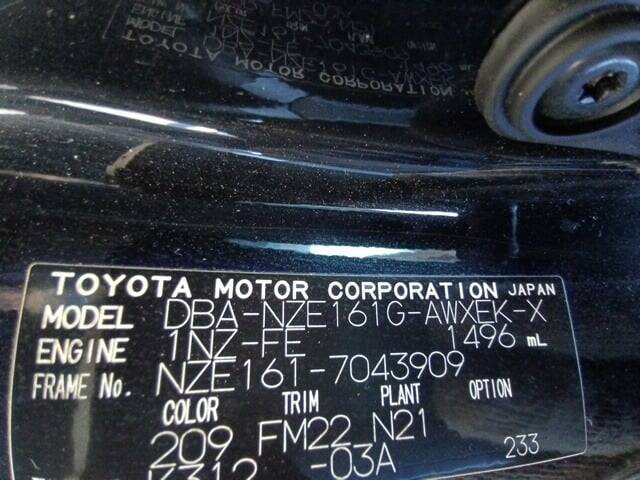 TOYOTA MOTOR CORPORATION JAPAN
MODEL DBA-NZE161G-AWXEK-X
ENGINE 1NZ-FE 1496 mL
FRAME No. NZE161-7043909
COLOR TRIM PLANT OPTION
209 FM22 N21
K312 -03A 233